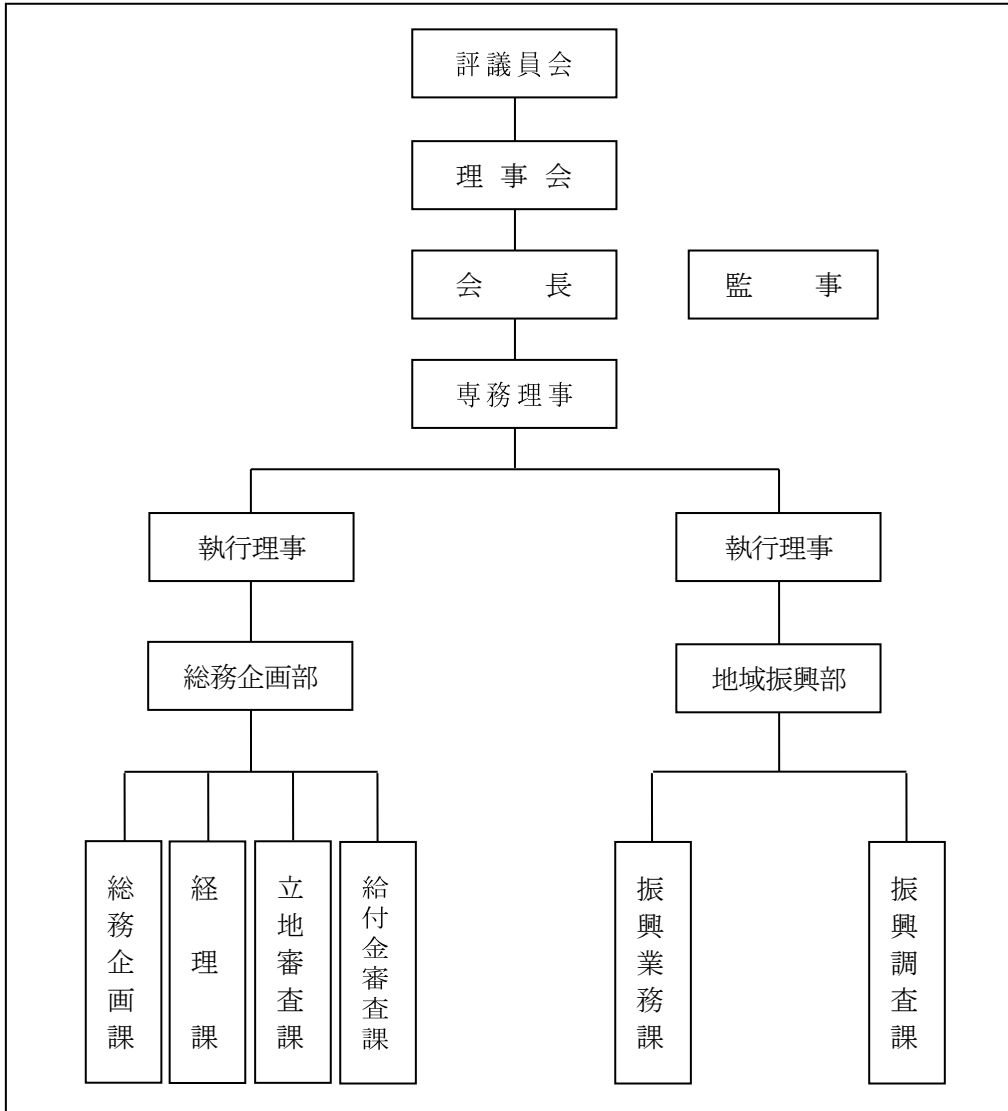 評議員会
理事会
会長
監事
専務理事
執行理事
執行理事
総務企画部
地域振興部
総務企画課
経理課
立地審査課
給付金審査課
振興業務課
振興調査課